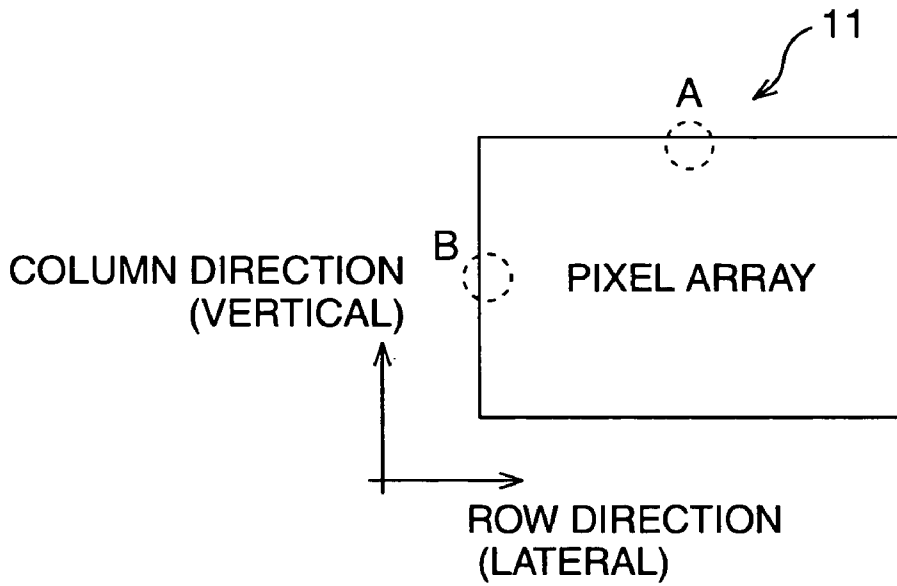 11
A
B
COLUMN DIRECTION
(VERTICAL)
PIXEL ARRAY
ROW DIRECTION
(LATERAL)